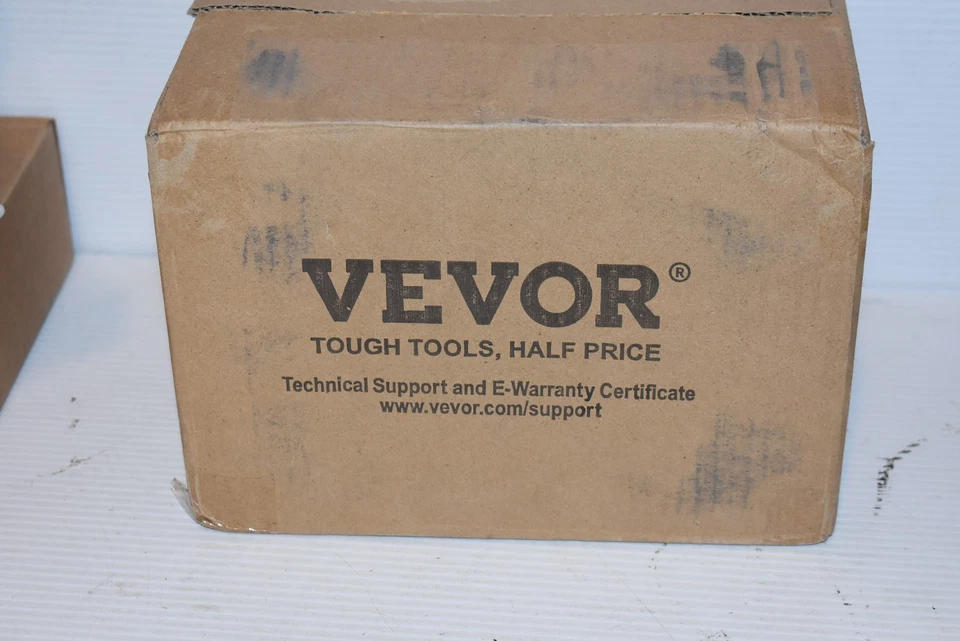 VEVOR®
TOUGH TOOLS, HALF PRICE
Technical Support and E-Warranty Certificate
www.vevor.com/support